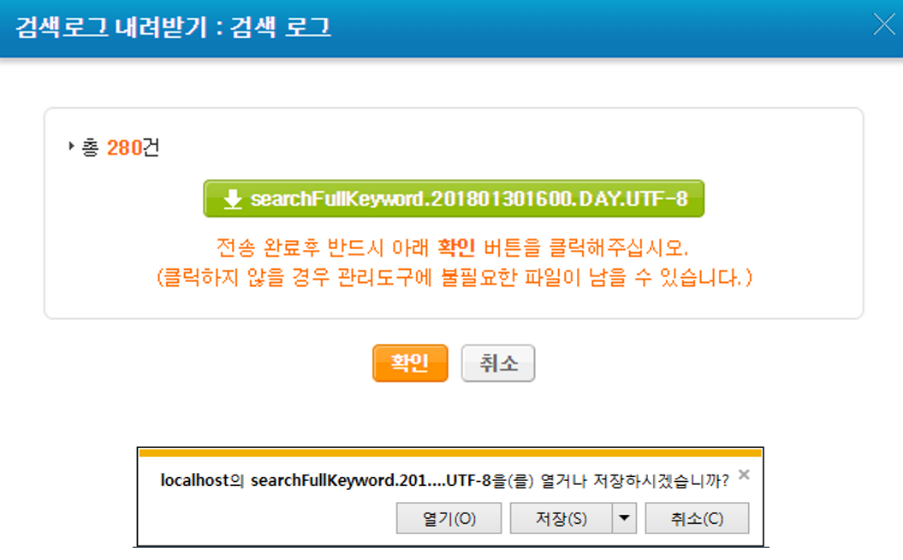 검색로그 내려받기 : 검색 로그
총 280건
searchFullKeyword.201801301600.DAY.UTF-8
전송 완료후 반드시 아래 확인 버튼을 클릭해주십시오.
(클릭하지 않을 경우 관리도구에 불필요한 파일이 남을 수 있습니다.)
확인 취소
localhost의 searchFullKeyword.201....UTF-8을(를) 열거나 저장하시겠습니까?
열기(O) 저장(S) 취소(C)